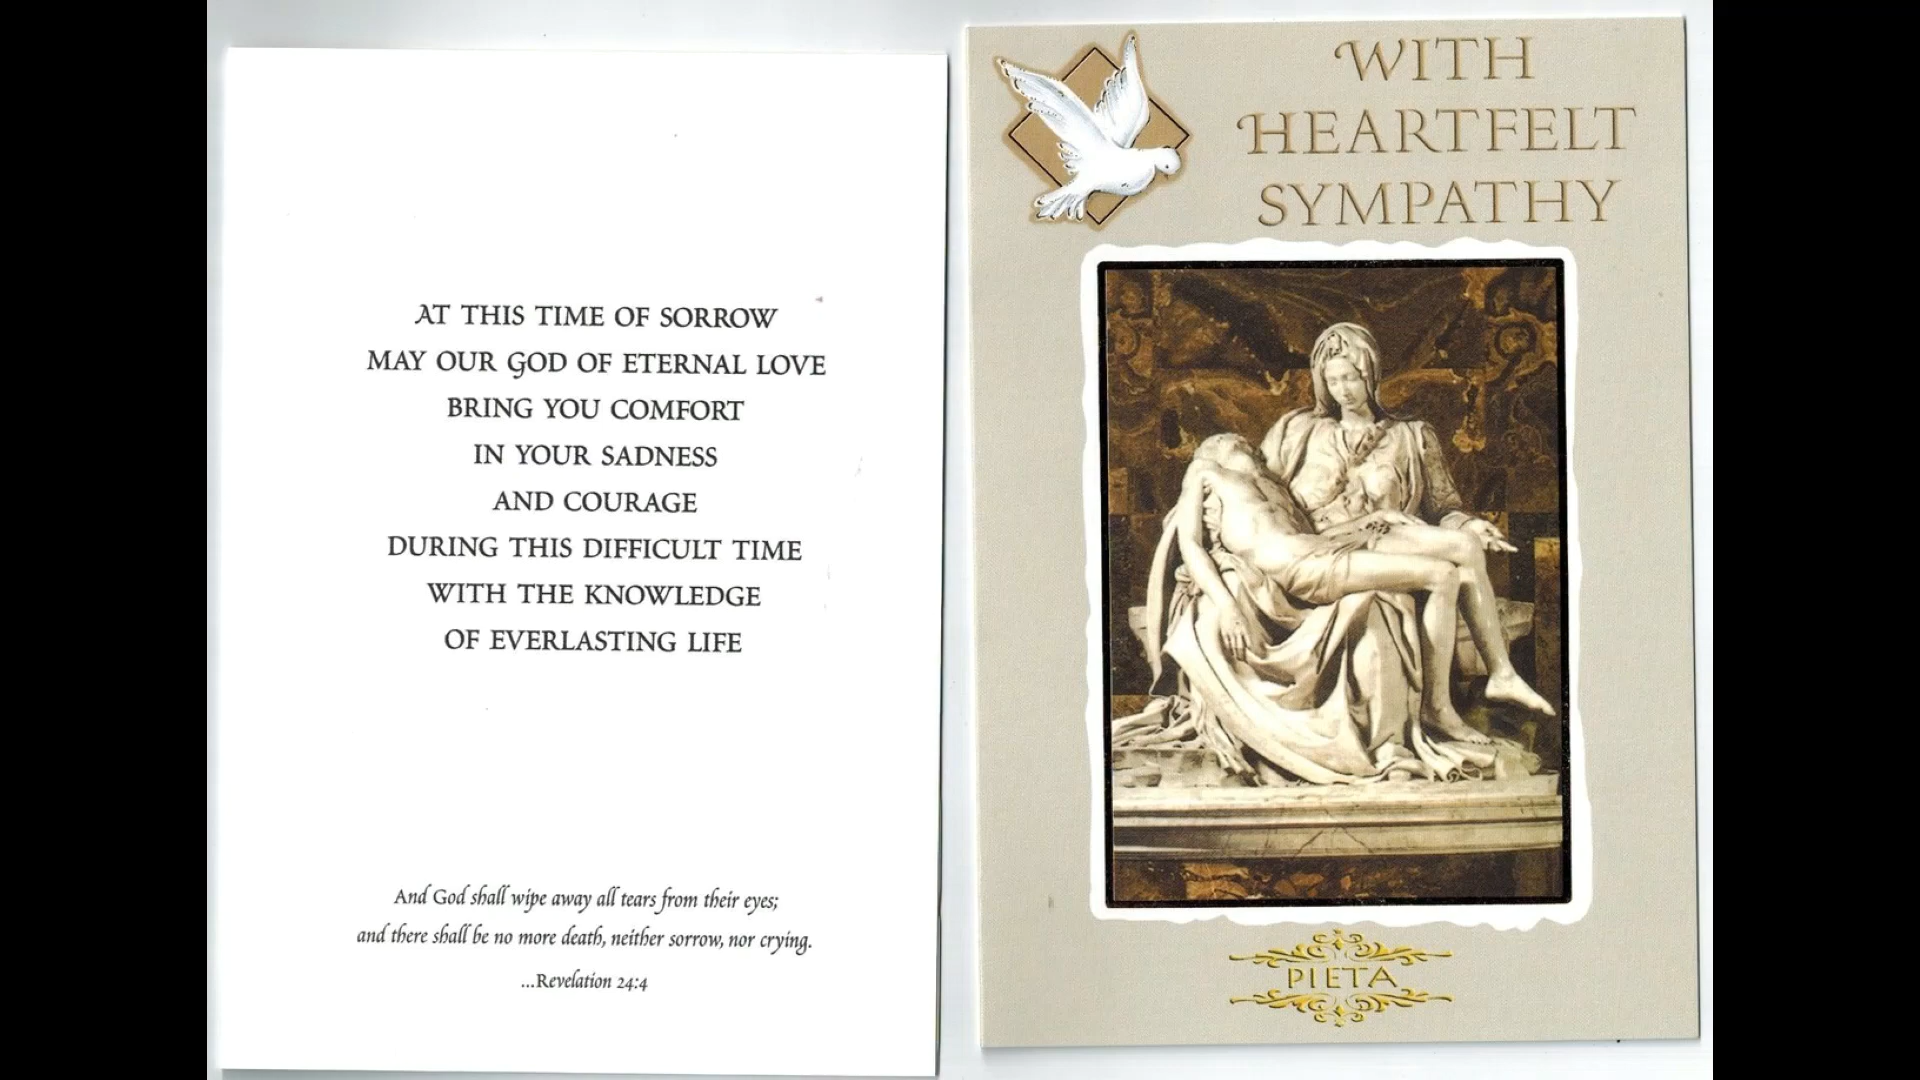 AT THIS TIME OF SORROW
MAY OUR GOD OF ETERNAL LOVE
BRING YOU COMFORT
IN YOUR SADNESS
AND COURAGE
DURING THIS DIFFICULT TIME
WITH THE KNOWLEDGE
OF EVERLASTING LIFE
And God shall wipe away all tears from their eyes;
and there shall be no more death, neither sorrow, nor crying.
...Revelation 24:4
WITH
HEARTFELT
SYMPATHY
PIETA